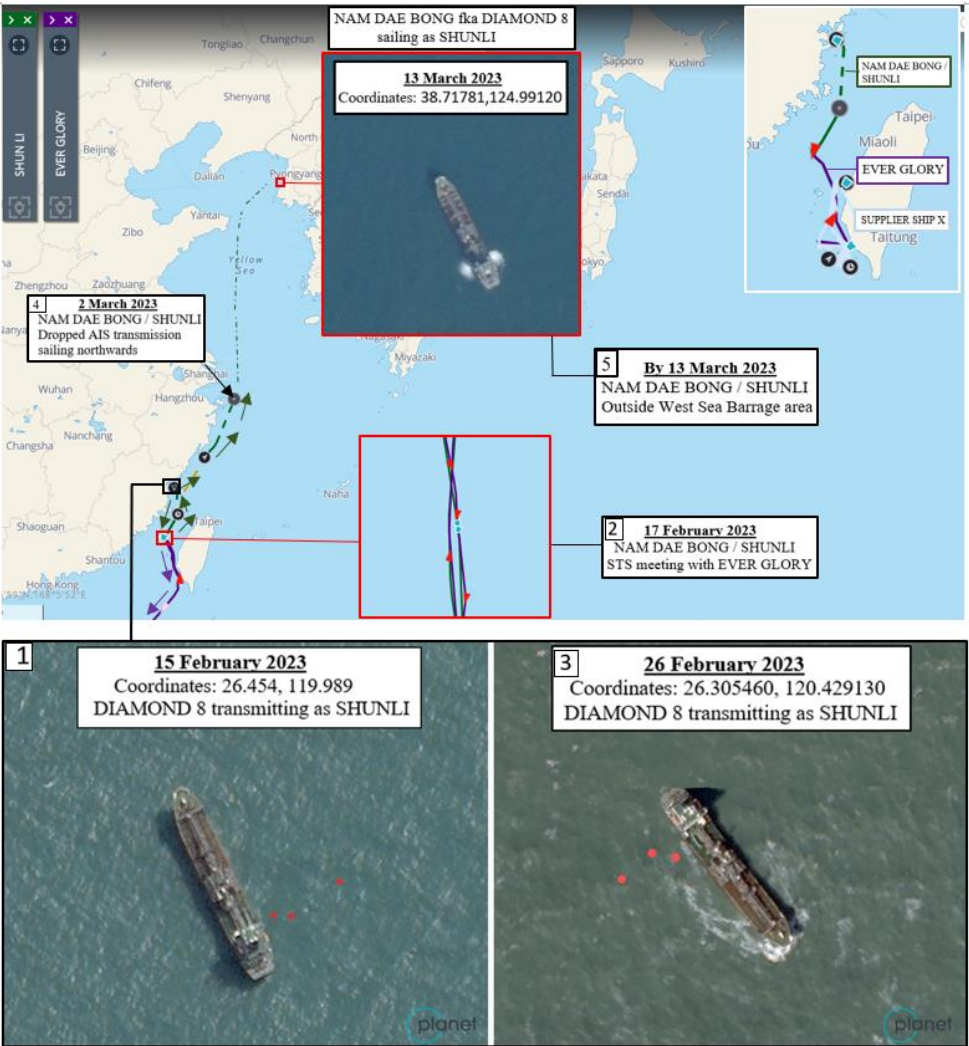 NAM DAE BONG fka DIAMOND 8
sailing as SHUNLI
13 March 2023
Coordinates: 38.71781,124.99120
SHUN LI
EVER GLORY
Tongliao
Changchun
Chifeng
Shenyang
Beijing
North
Dalian
Pyongyang
Yantai
Zibo
Yellow
Sea
Zhengzhou
Zaozhuang
Sapporo
Kushiro
Sendai
Miyazaki
NAM DAE BONG /
SHUNLI
Taipei
Miaoli
EVER GLORY
SUPPLIER SHIP X
Taitung
4
2 March 2023
NAM DAE BONG / SHUNLI
Dropped AIS transmission
sailing northwards
Shanghai
Wuhan
Hangzhou
Nanchang
Changsha
5
By 13 March 2023
NAM DAE BONG / SHUNLI
Outside West Sea Barrage area
Naha
Shaoguan
Taipei
Shantou
Hong Kong
2
17 February 2023
NAM DAE BONG / SHUNLI
STS meeting with EVER GLORY
1
15 February 2023
Coordinates: 26.454, 119.989
DIAMOND 8 transmitting as SHUNLI
3
26 February 2023
Coordinates: 26.305460, 120.429130
DIAMOND 8 transmitting as SHUNLI
planet
planet